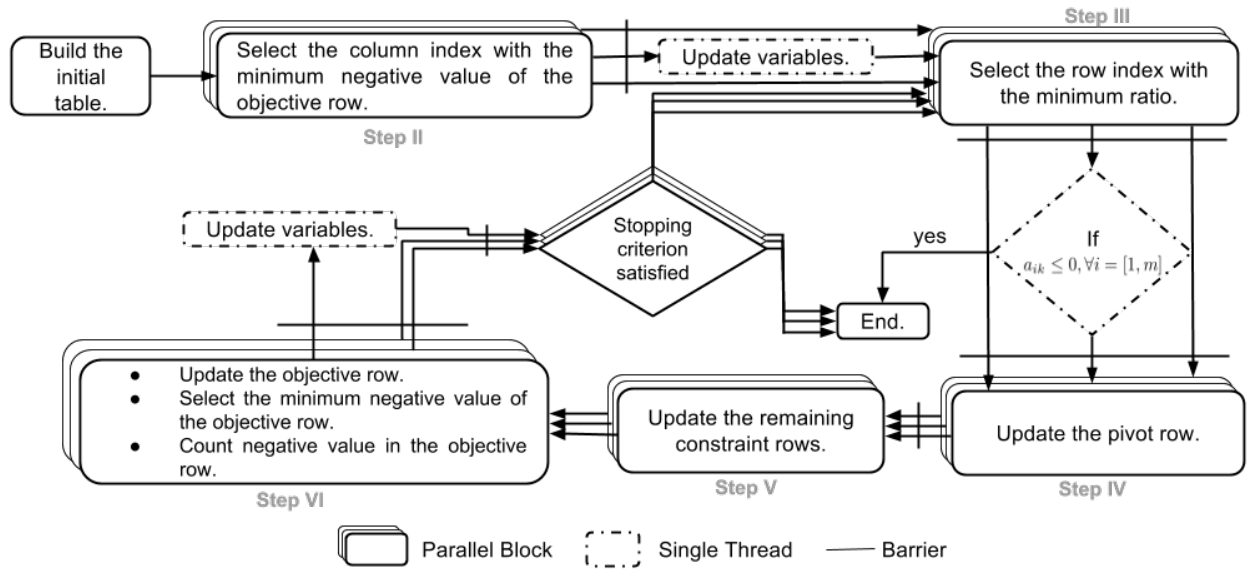 Step III
Build the
initial
table.
Select the column index with the
minimum negative value of the
objective row.
Update variables.
Select the row index with
the minimum ratio.
Step II
Update variables.
Stopping
criterion
satisfied
yes
If
a_{ik} ≤ 0, ∀i = [1, m]
End.
Update the objective row.
Select the minimum negative value of
the objective row.
Count negative value in the objective
row.
Update the remaining
constraint rows.
Update the pivot row.
Step VI
Step V
Step IV
Parallel Block
Single Thread
Barrier